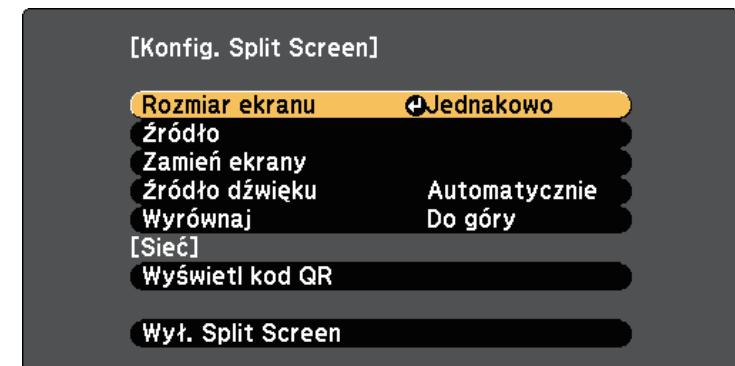 [Konfig. Split Screen]
Rozmiar ekranu Jednakowo
Źródło
Zamień ekrany
Źródło dźwięku Automatycznie
Wyrównaj Do góry
[Sieć]
Wyświetl kod QR
Wył. Split Screen